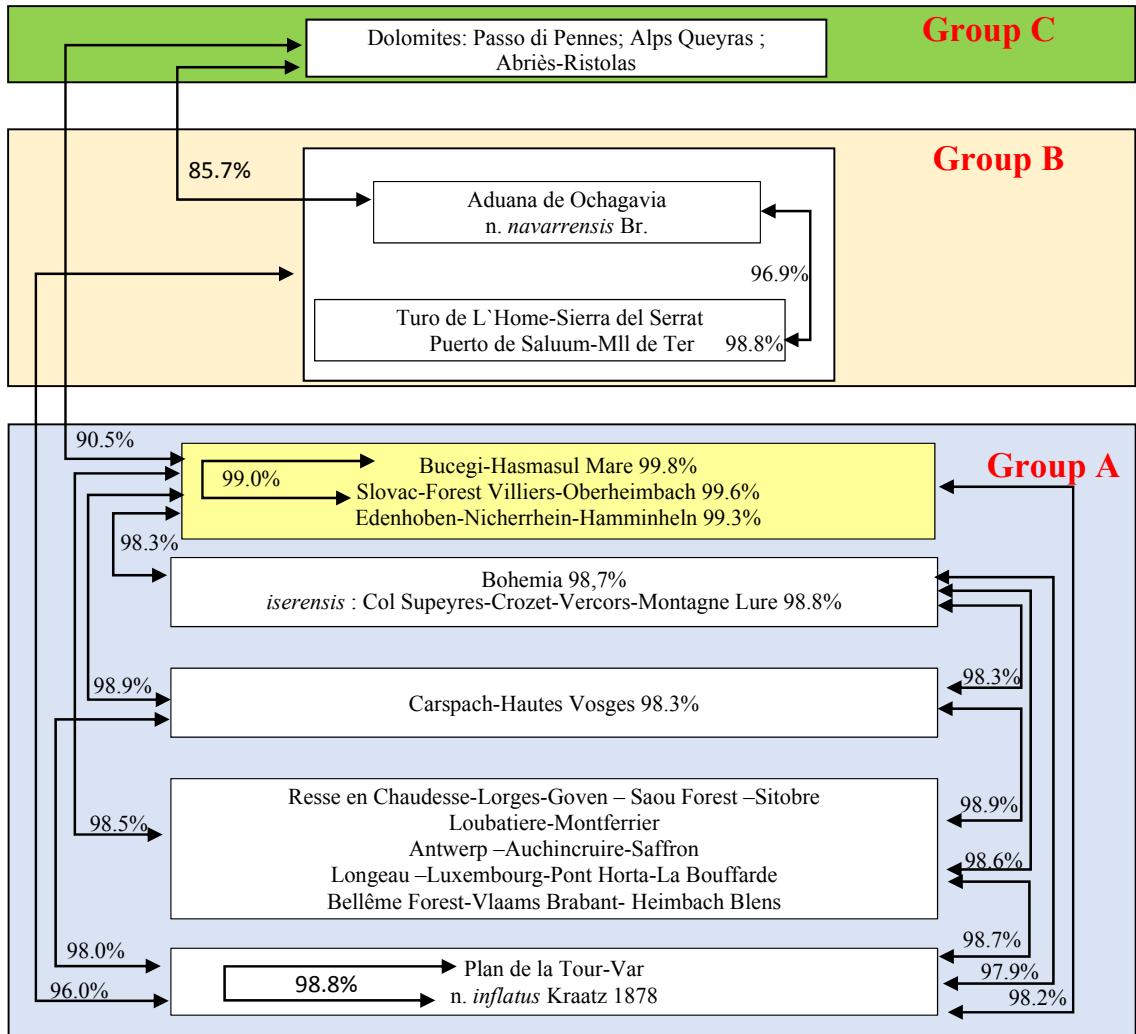 Group C
Dolomites: Passo di Pennes; Alps Queyras ;
Abriès-Ristolas
Group B
85.7%
Aduana de Ochagavia
n. navarrensis Br.
96.9%
Turo de L`Home-Sierra del Serrat
Puerto de Saluum-Mll de Ter 98.8%
Group A
90.5%
Bucegi-Hasmasul Mare 99.8%
99.0%
Slovac-Forest Villiers-Oberheimbach 99.6%
Edenhoben-Nicherrhein-Hamminheln 99.3%
98.3%
Bohemia 98,7%
iserensis : Col Supeyres-Crozet-Vercors-Montagne Lure 98.8%
98.9%
98.3%
Carspach-Hautes Vosges 98.3%
Resse en Chaudesse-Lorges-Goven – Saou Forest –Sitobre
98.9%
98.5%
Loubatiere-Montferrier
Antwerp –Auchincruire-Saffron
98.6%
Longeau –Luxembourg-Pont Horta-La Bouffarde
Bellême Forest-Vlaams Brabant- Heimbach Blens
98.0%
98.7%
Plan de la Tour-Var
98.8%
97.9%
96.0%
n. inflatus Kraatz 1878
98.2%